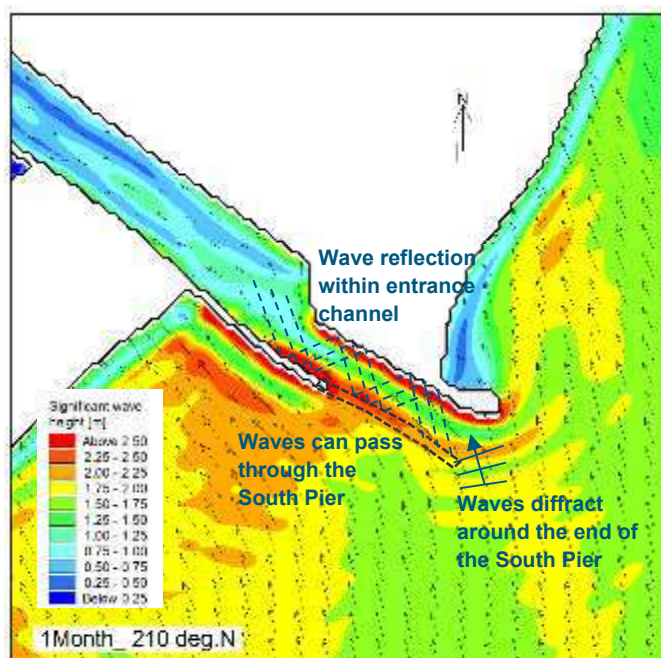 N
Wave reflection
within entrance
channel
Significant wave
height [m]
Above 2.50
2.25 - 2.50
2.00 - 2.25
1.75 - 2.00
1.50 - 1.75
1.25 - 1.50
1.00 - 1.25
0.75 - 1.00
0.50 - 0.75
0.25 - 0.50
Below 0.25
Waves can pass
through the
South Pier
Waves diffract
around the end of
the South Pier
1Month_ 210 deg.N